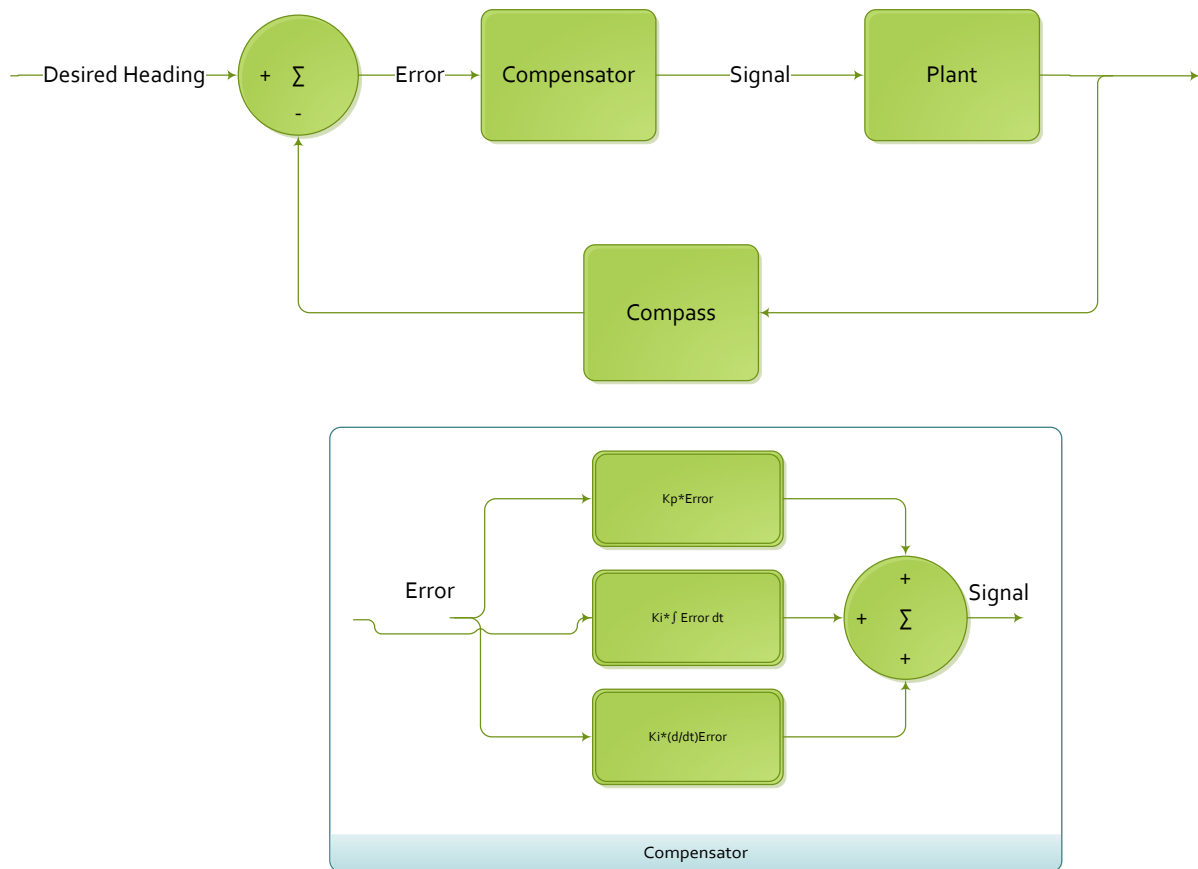 Desired Heading
+ Σ
-
Error
Compensator
Signal
Plant
Compass
Kp*Error
Error
Ki*∫ Error dt
Ki*(d/dt)Error
+
+ Σ
+
Signal
Compensator